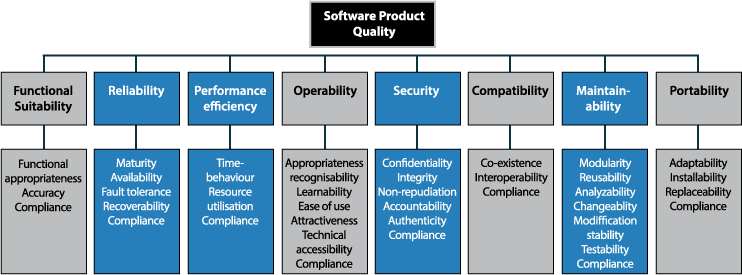 Software Product
Quality
Functional
Suitability
Reliability
Performance
efficiency
Operability
Security
Compatibility
Maintain-
ability
Portability
Functional
appropriateness
Accuracy
Compliance
Maturity
Availability
Fault tolerance
Recoverability
Compliance
Time-
behaviour
Resource
utilisation
Compliance
Appropriateness
recognisability
Learnability
Ease of use
Attractiveness
Technical
accessibility
Compliance
Confidentiality
Integrity
Non-repudiation
Accountability
Authenticity
Compliance
Co-existence
Interoperability
Compliance
Modularity
Reusability
Analyzability
Changeablity
Modiffication
stability
Testability
Compliance
Adaptability
Installability
Replaceability
Compliance